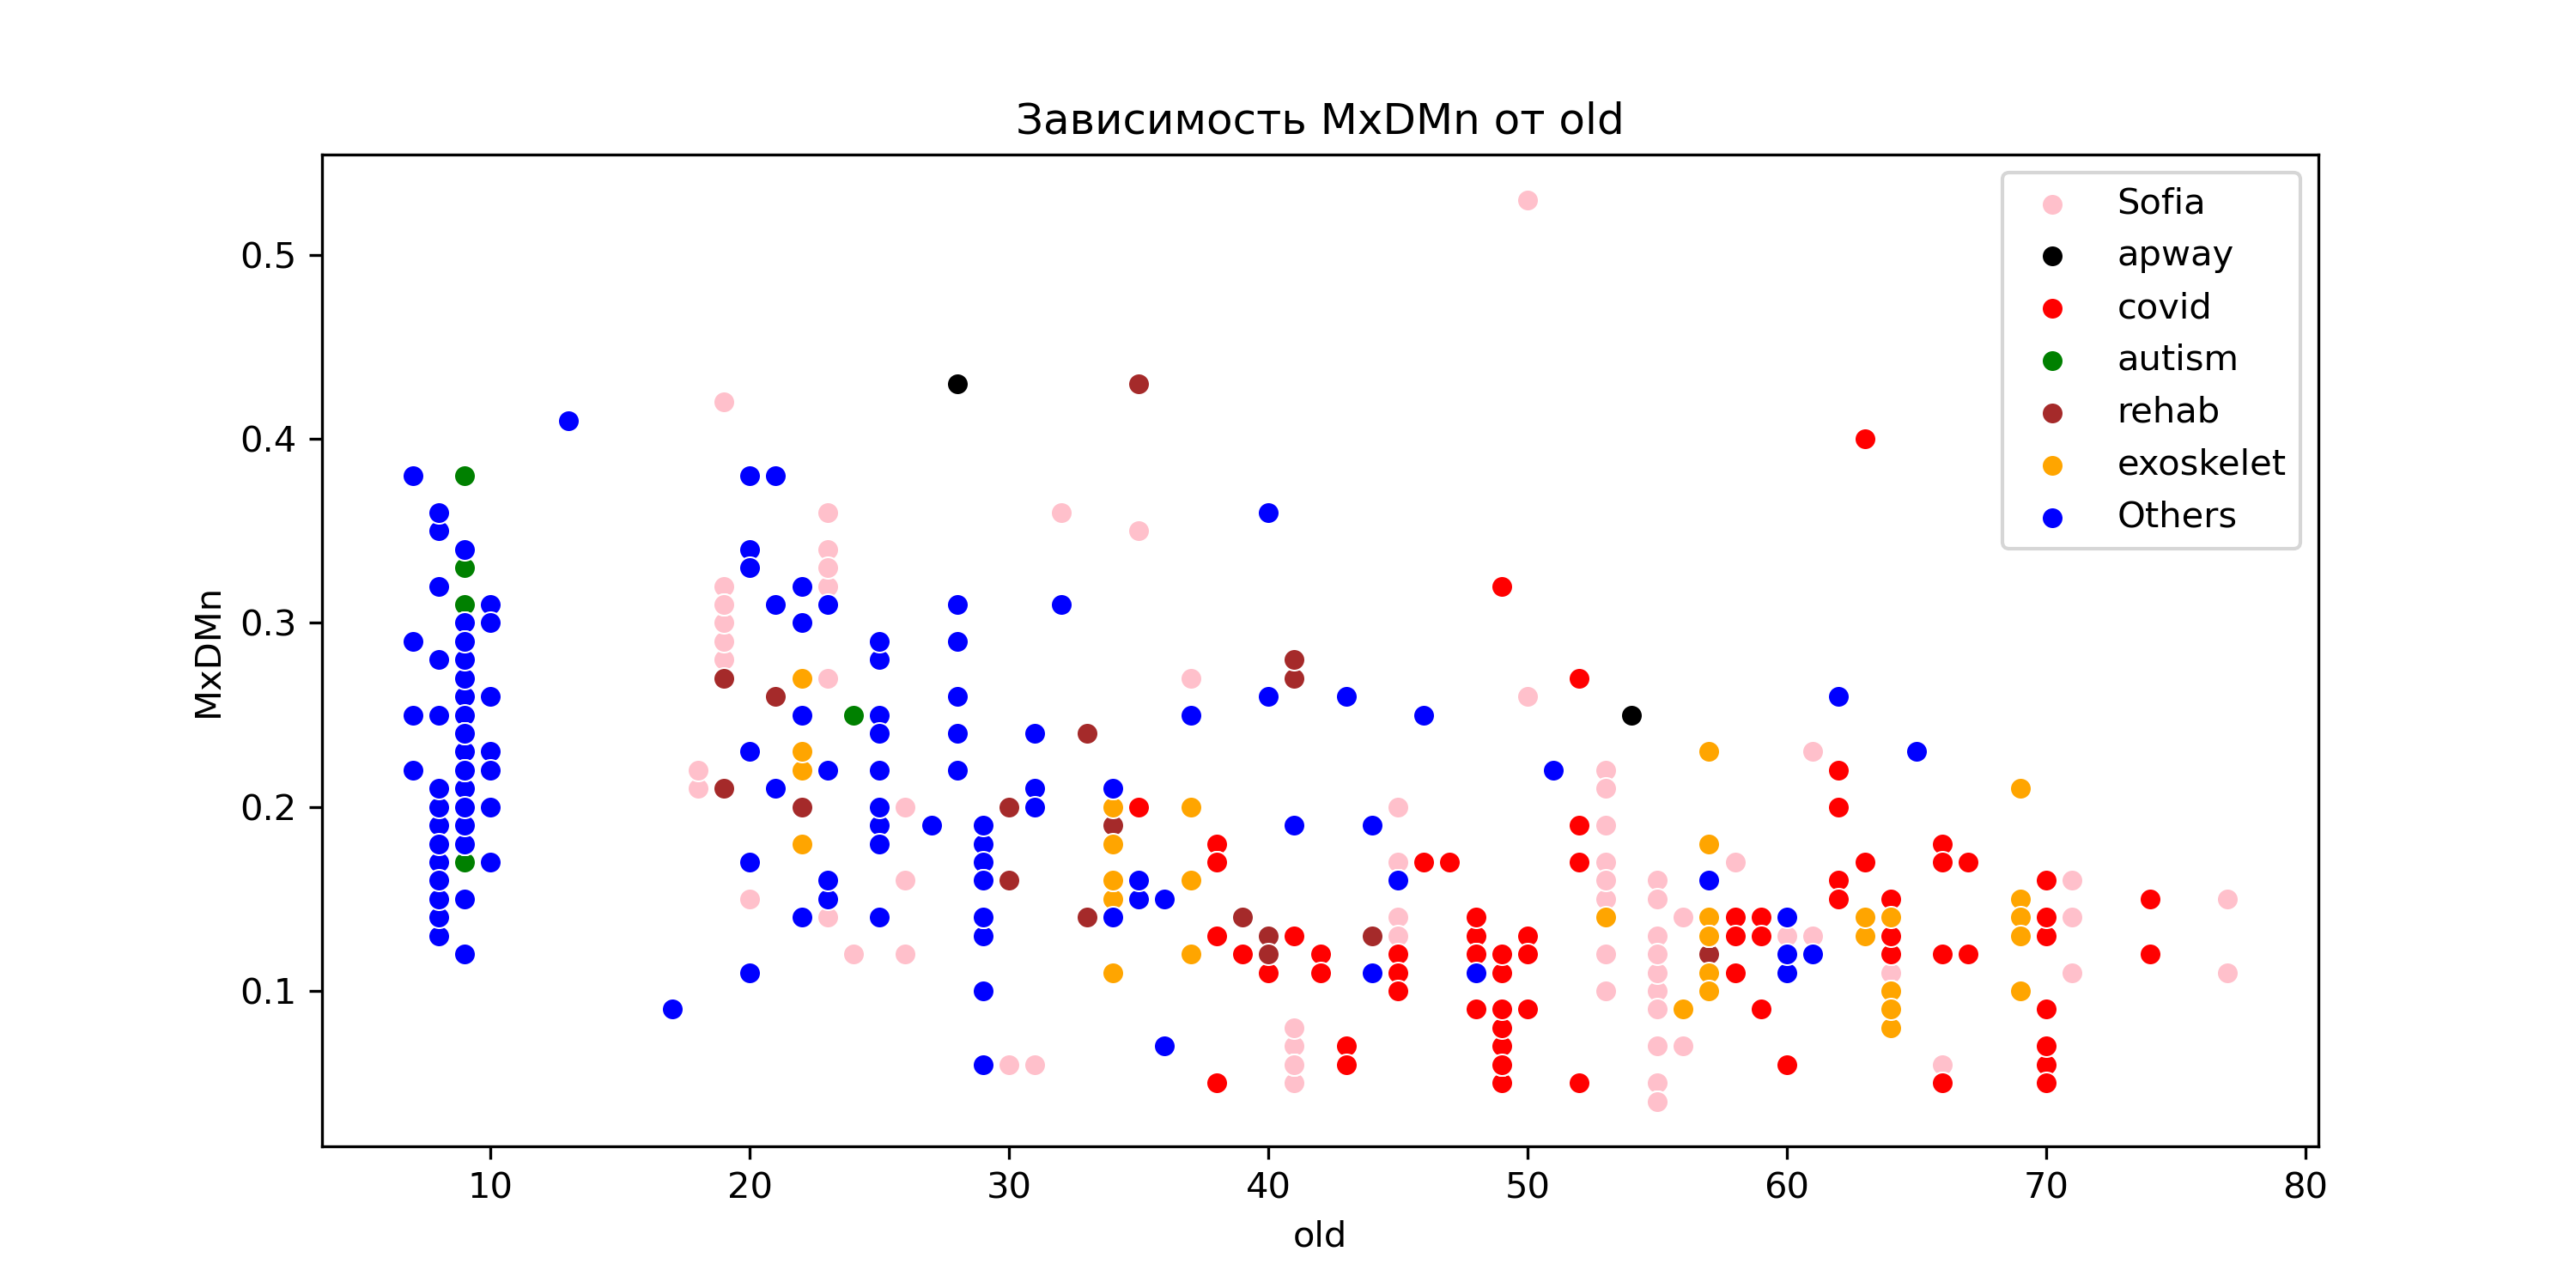 Зависимость MxDMn от old
Sofia
apway
covid
autism
rehab
exoskelet
Others
MxDMn
0.5
0.4
0.3
0.2
0.1
10 20 30 40 50 60 70 80
old